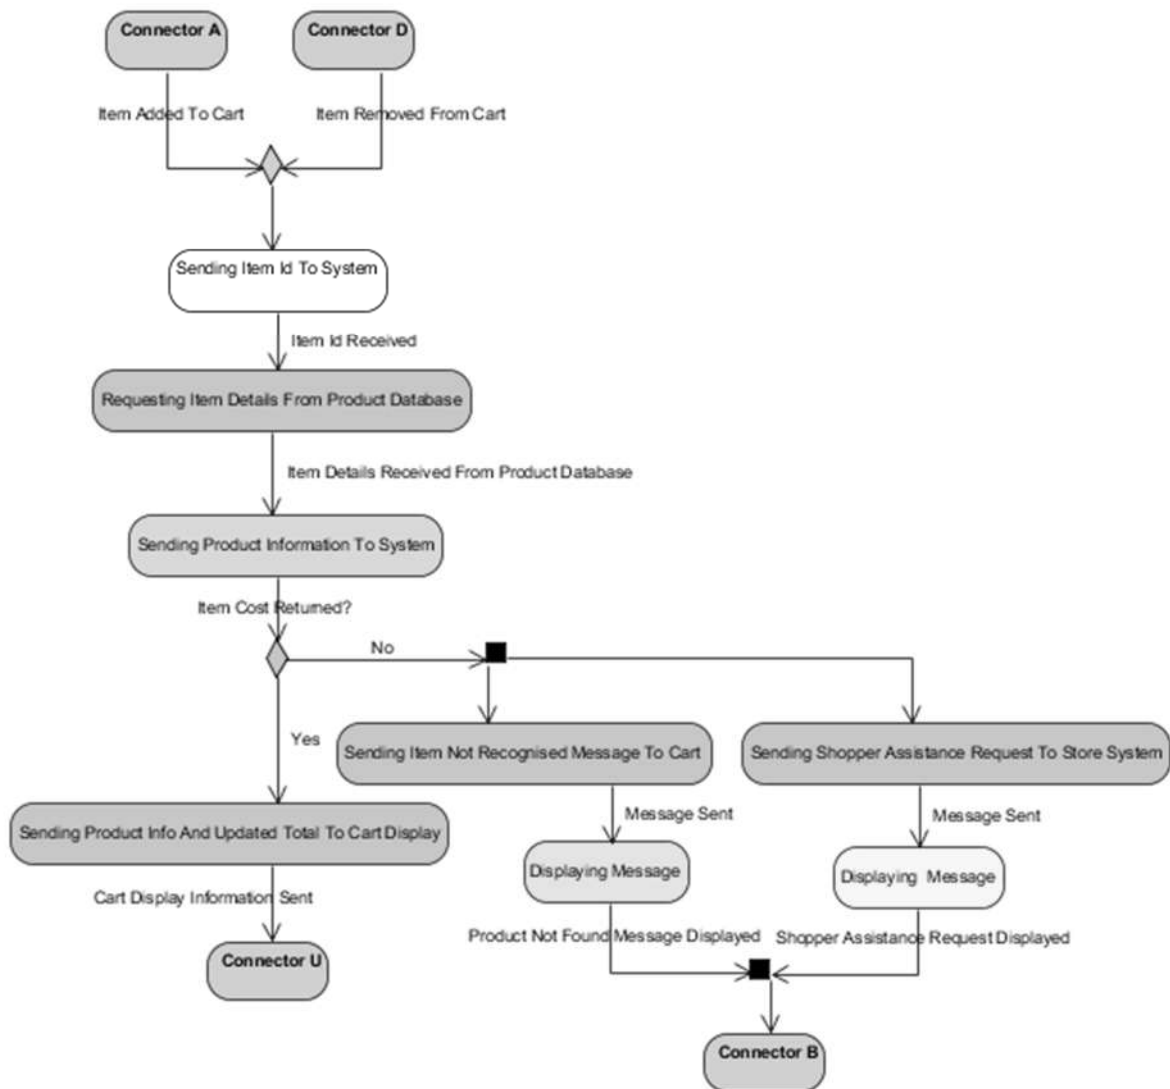 Connector A
Connector D
Item Added To Cart
Item Removed From Cart
Sending Item Id To System
Item Id Received
Requesting Item Details From Product Database
Item Details Received From Product Database
Sending Product Information To System
Item Cost Returned?
No
Yes
Sending Item Not Recognised Message To Cart
Sending Shopper Assistance Request To Store System
Message Sent
Message Sent
Sending Product Info And Updated Total To Cart Display
Displaying Message
Displaying Message
Cart Display Information Sent
Product Not Found Message Displayed
Shopper Assistance Request Displayed
Connector U
Connector B